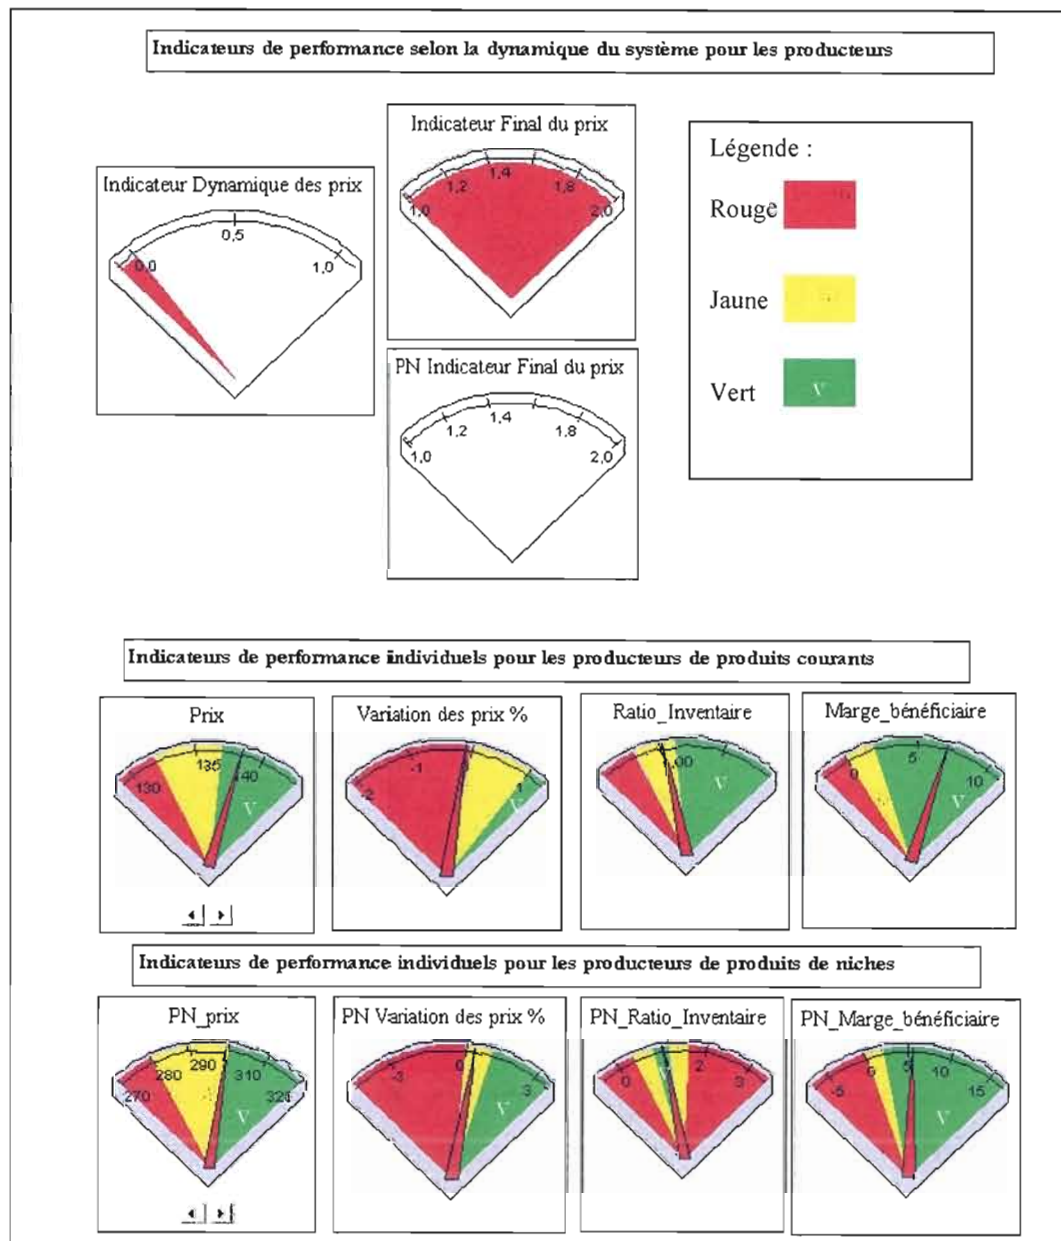 Indicateurs de performance selon la dynamique du système pour les producteurs
Indicateur Dynamique des prix
0,0
0,5
1,0
Indicateur Final du prix
1,0
1,2
1,4
1,8
2,0
PN Indicateur Final du prix
1,0
1,2
1,4
1,8
2,0
Légende :
Rouge
Jaune
Vert
V
Indicateurs de performance individuels pour les producteurs de produits courants
Prix
130
135
140
V
Variation des prix %
-2
-1
1
V
Ratio_Inventaire
1,00
V
Marge_bénéficiaire
0
5
10
V
Indicateurs de performance individuels pour les producteurs de produits de niches
PN_prix
270
280
290
310
V
PN Variation des prix %
-3
0
3
V
PN_Ratio_Inventaire
0
2
3
PN_Marge_bénéficiaire
-5
0
5
10
15
V